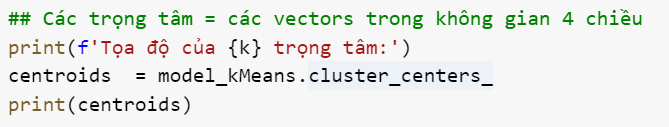 ## Các trọng tâm = các vectors trong không gian 4 chiều
print(f'Tọa độ của {k} trọng tâm:')
centroids  = model_kMeans.cluster_centers_
print(centroids)